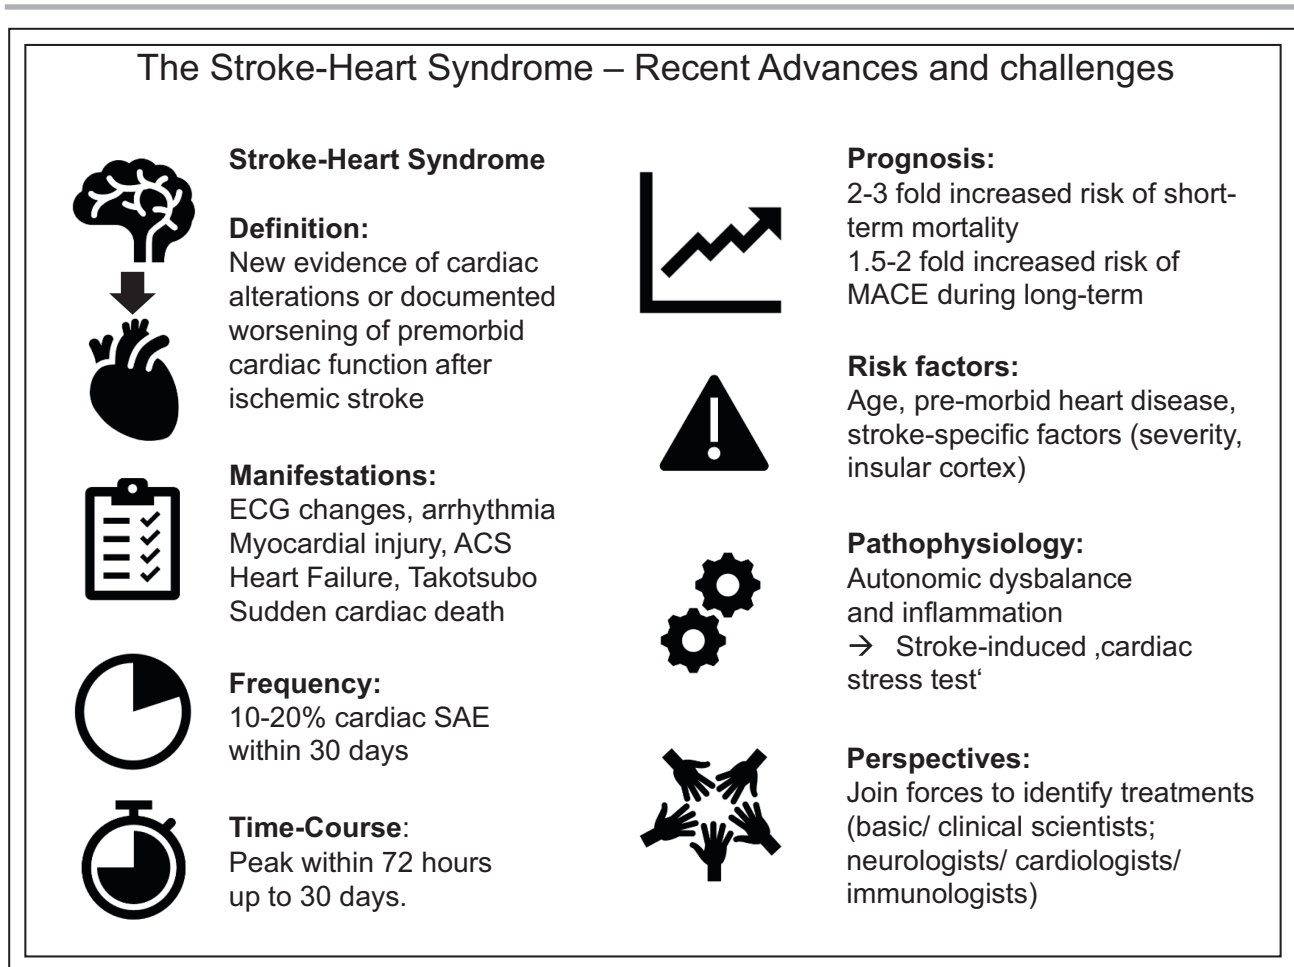 The Stroke-Heart Syndrome – Recent Advances and challenges
Stroke-Heart Syndrome
Definition:
New evidence of cardiac
alterations or documented
worsening of premorbid
cardiac function after
ischemic stroke
Manifestations:
ECG changes, arrhythmia
Myocardial injury, ACS
Heart Failure, Takotsubo
Sudden cardiac death
Frequency:
10-20% cardiac SAE
within 30 days
Time-Course:
Peak within 72 hours
up to 30 days.
Prognosis:
2-3 fold increased risk of short-
term mortality
1.5-2 fold increased risk of
MACE during long-term
Risk factors:
Age, pre-morbid heart disease,
stroke-specific factors (severity,
insular cortex)
Pathophysiology:
Autonomic dysbalance
and inflammation
→ Stroke-induced ‚cardiac
stress test‘
Perspectives:
Join forces to identify treatments
(basic/ clinical scientists;
neurologists/ cardiologists/
immunologists)